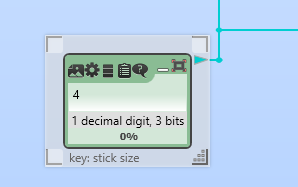 4
1 decimal digit, 3 bits
0%
key: stick size